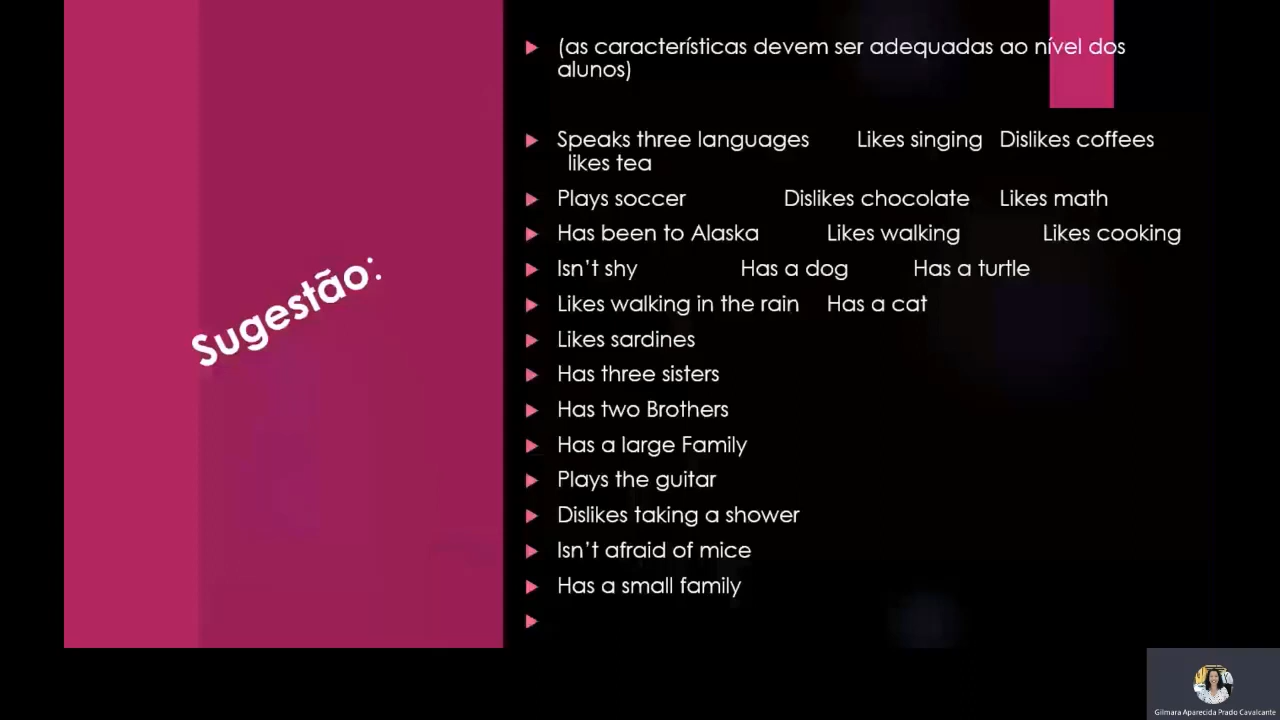 Sugestão:
(as características devem ser adequadas ao nível dos
alunos)
Speaks three languages Likes singing Dislikes coffees
likes tea
Plays soccer Dislikes chocolate Likes math
Has been to Alaska Likes walking Likes cooking
Isn't shy Has a dog Has a turtle
Likes walking in the rain Has a cat
Likes sardines
Has three sisters
Has two Brothers
Has a large Family
Plays the guitar
Dislikes taking a shower
Isn't afraid of mice
Has a small family
Gilmara Aparecida Prado Cavalcante